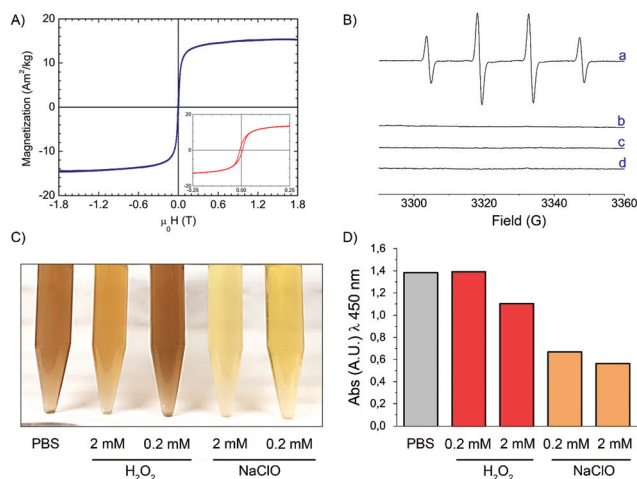 A)
Magnetization (Am²/kg)
20
10
0
-10
-20
-1.8 -1.2 -0.6 0.0 0.6 1.2 1.8
μ₀H (T)
20
0
-20
-0.25 0.00 0.25
B)
a
b
c
d
3300 3320 3340 3360
Field (G)
C)
PBS 2 mM 0.2 mM 2 mM 0.2 mM
H₂O₂ NaClO
D)
Abs (A.U.) λ 450 nm
1,4
1,4
1,2
1,0
0,8
0,6
0,4
0,2
0,0
PBS 0.2 mM 2 mM 0.2 mM 2 mM
H₂O₂ NaClO